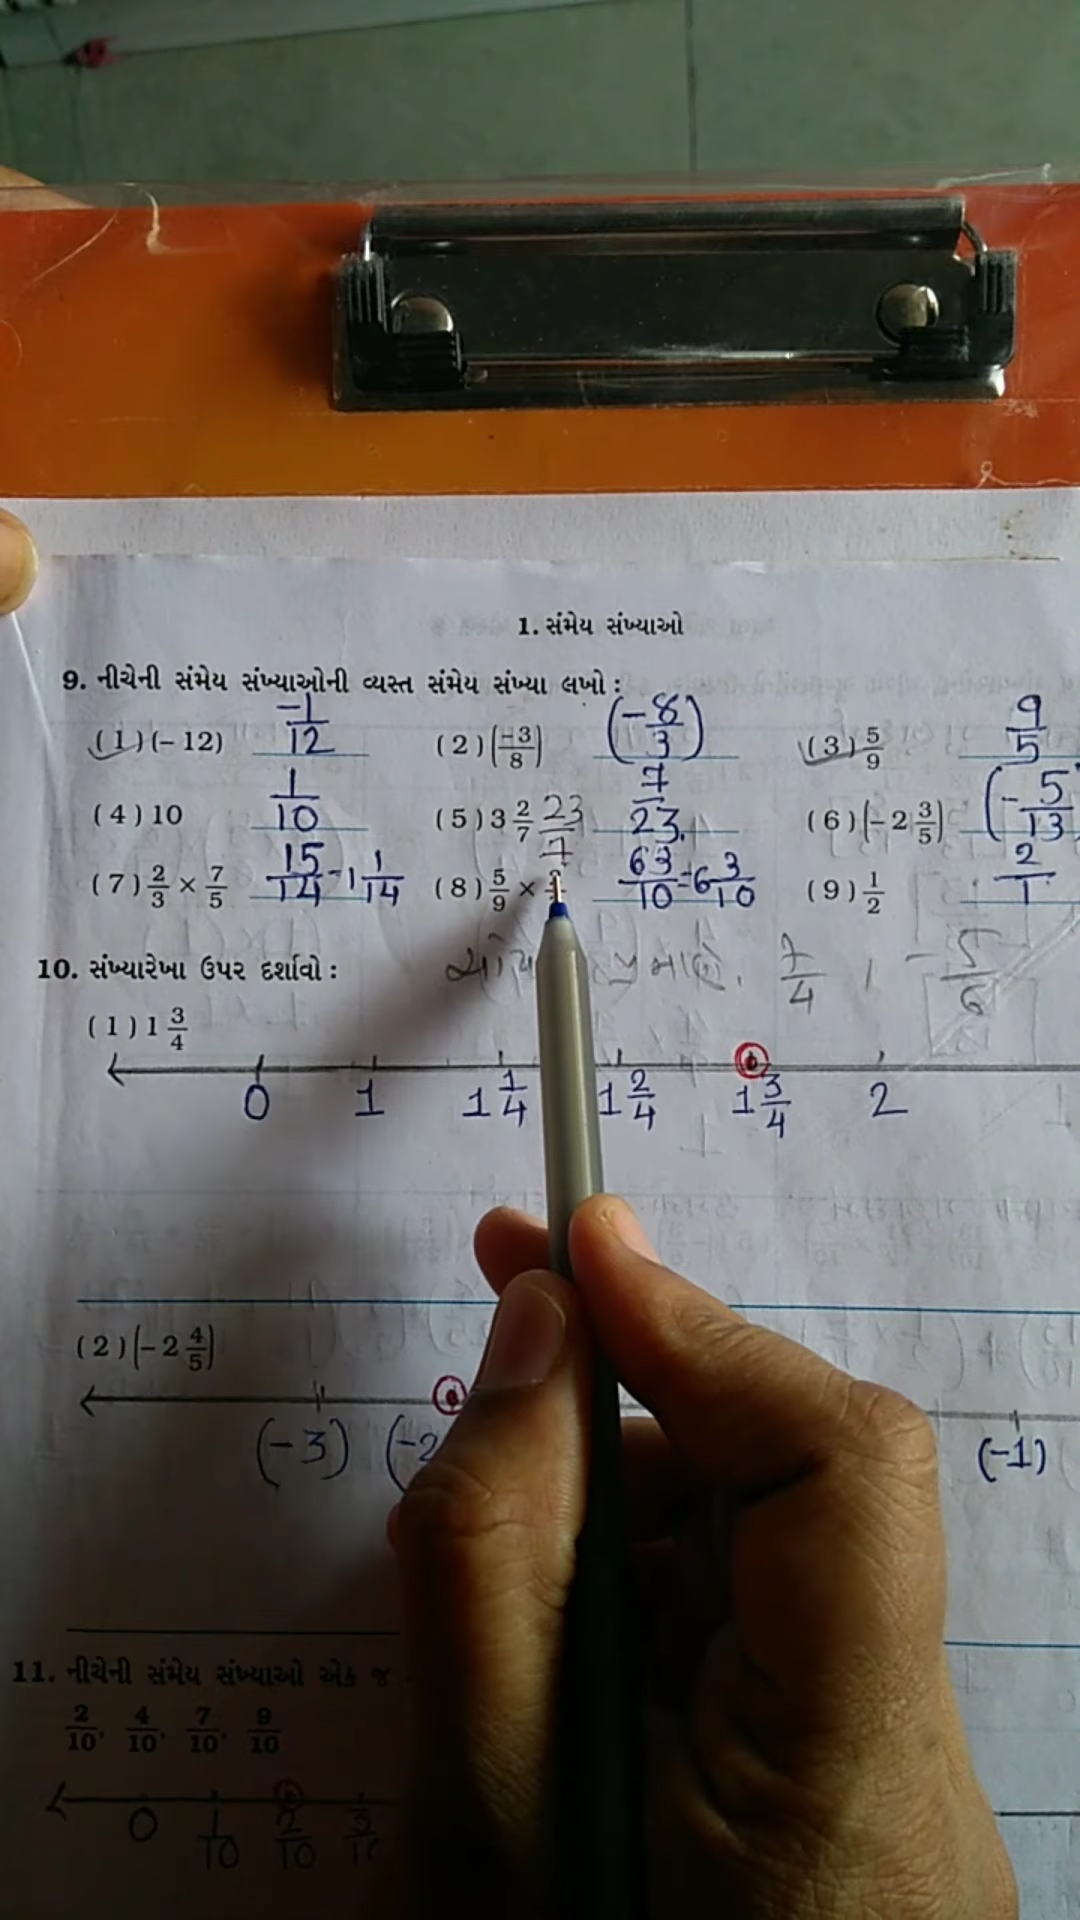 1. સંમેય સંખ્યાઓ
9. નીચેની સંમેય સંખ્યાઓની વ્યસ્ત સંમેય સંખ્યા લખો :
(1) (-12) -1/12 (2) (-3/8) (-8/3) (3) 5/9 9/5
(4) 10 1/10 (5) 3 2/7 23/7 7/23. (6) (-2 3/5) (-5/13
(7) 2/3 × 7/5 15/14 = 1 1/14 (8) 5/9 × 63/10 = 6 3/10 (9) 1/2 2/1
10. સંખ્યારેખા ઉપર દર્શાવો : 7/4 , -5/6
(1) 1 3/4
0 1 1 1/4 1 2/4 1 3/4 2
(2) (-2 4/5)
(-3) (-2 (-1)
11. નીચેની સંમેય સંખ્યાઓ એક જ
2/10, 4/10, 7/10, 9/10
0 1/10 2/10 3/10